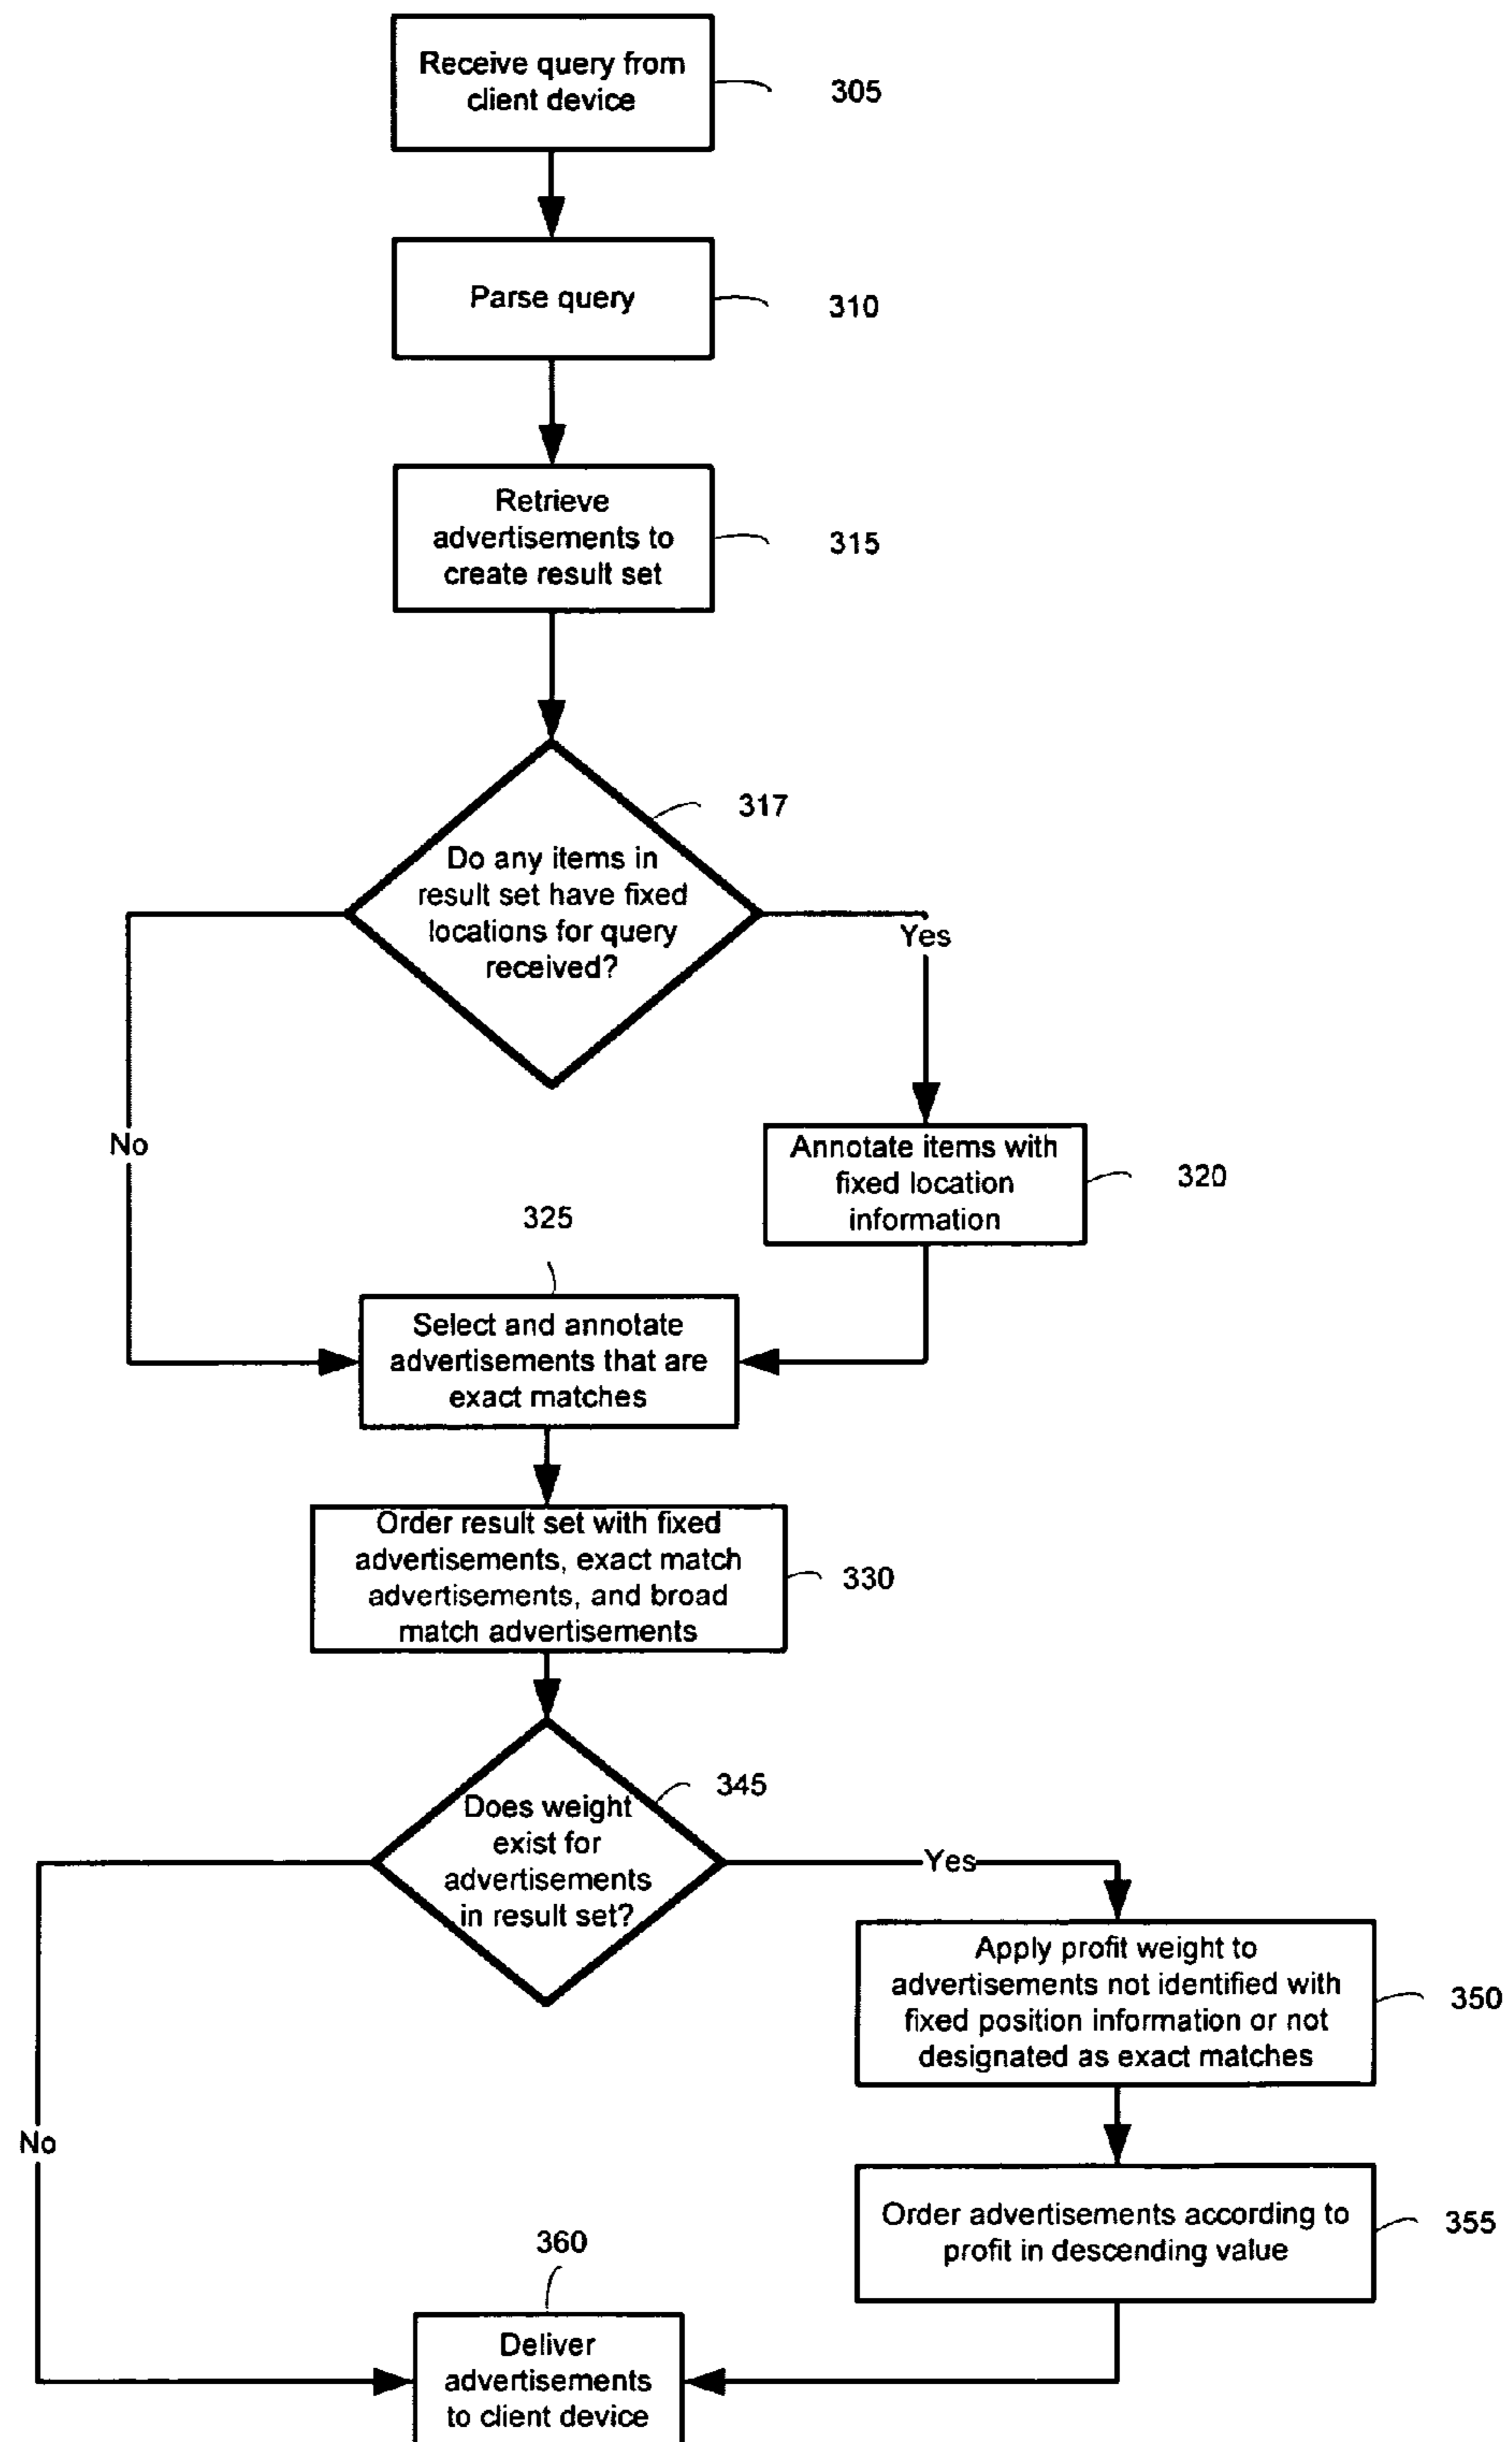 Receive query from
client device
305
Parse query
310
Retrieve
advertisements to
create result set
315
317
Do any items in
result set have fixed
locations for query
received?
Yes
No
Annotate items with
fixed location
information
320
325
Select and annotate
advertisements that are
exact matches
Order result set with fixed
advertisements, exact match
advertisements, and broad
match advertisements
330
345
Does weight
exist for
advertisements
in result set?
Yes
No
Apply profit weight to
advertisements not identified with
fixed position information or not
designated as exact matches
350
Order advertisements according to
profit in descending value
355
360
Deliver
advertisements
to client device